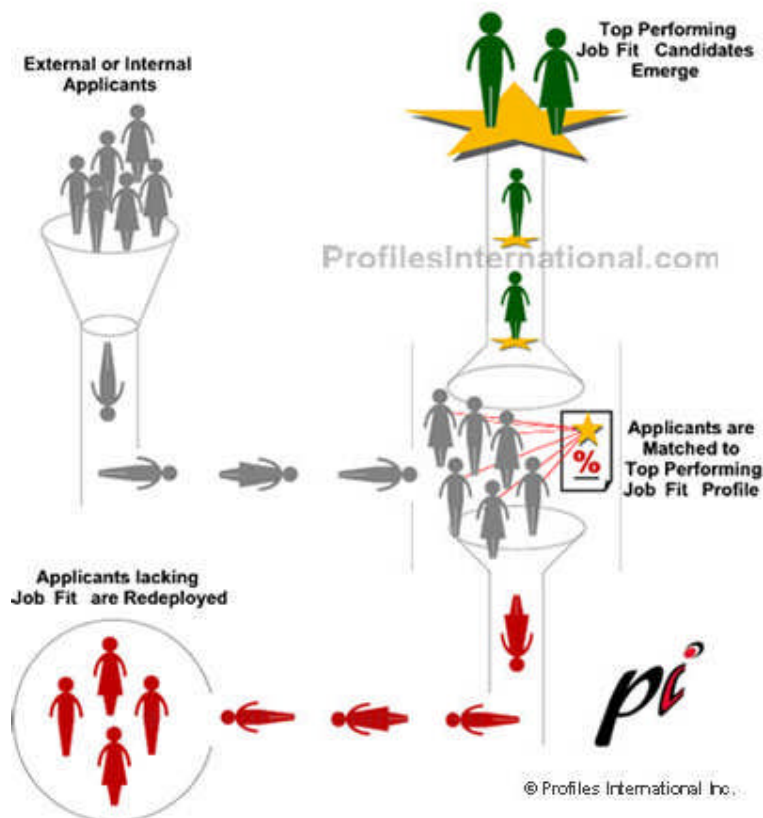 External or Internal
Applicants
Top Performing
Job Fit Candidates
Emerge
ProfilesInternational.com
%
Applicants are
Matched to
Top Performing
Job Fit Profile
Applicants lacking
Job Fit are Redeployed
pi
© Profiles International Inc.